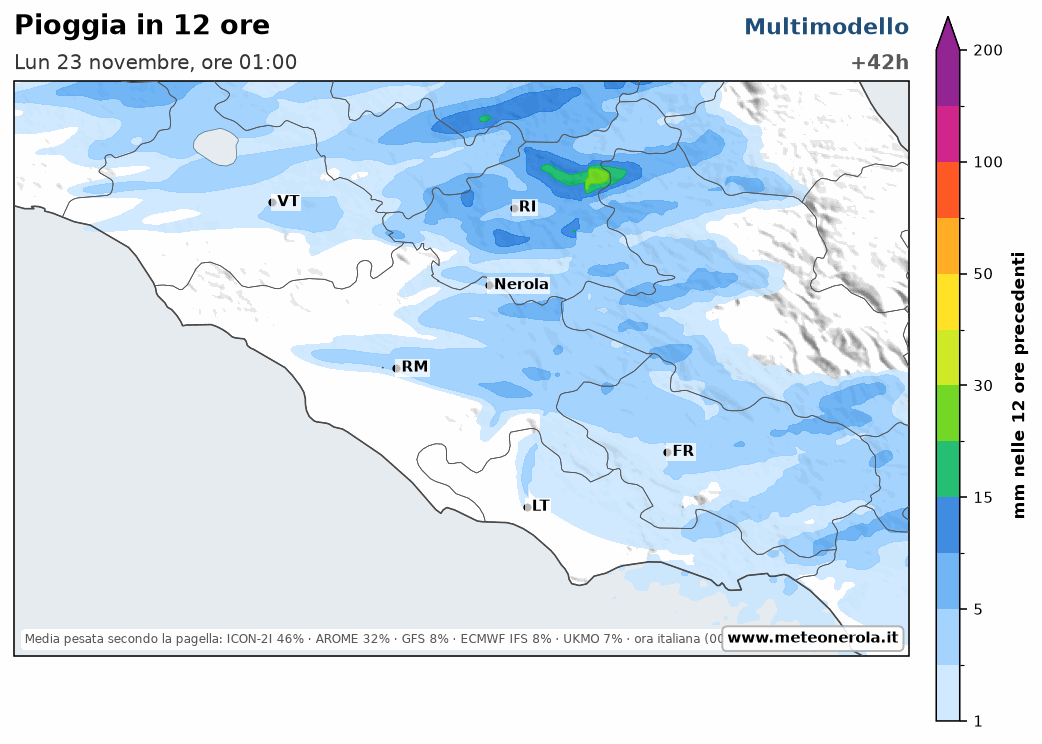 Pioggia in 12 ore
Multimodello
Lun 23 novembre, ore 01:00
+42h
VT
RI
Nerola
RM
FR
LT
200
100
50
30
15
5
1
mm nelle 12 ore precedenti
Media pesata secondo la pagella: ICON-2I 46% · AROME 32% · GFS 8% · ECMWF IFS 8% · UKMO 7% · ora italiana (00
www.meteonerola.it